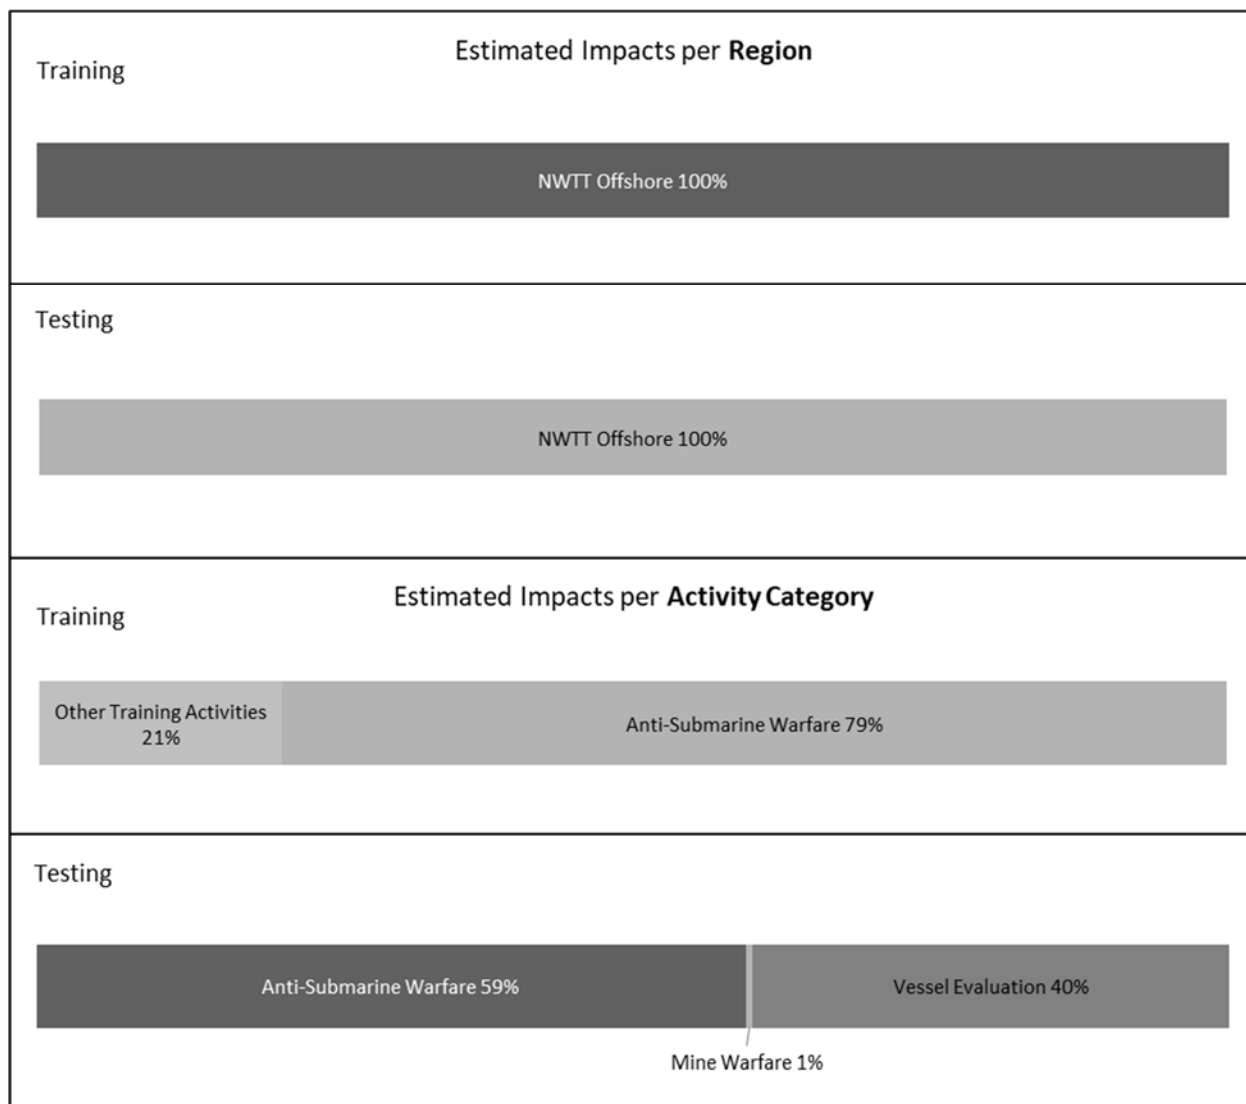 Estimated Impacts per Region
Training
NWTT Offshore 100%
Testing
NWTT Offshore 100%
Estimated Impacts per Activity Category
Training
Other Training Activities
21%
Anti-Submarine Warfare 79%
Testing
Anti-Submarine Warfare 59%
Vessel Evaluation 40%
Mine Warfare 1%